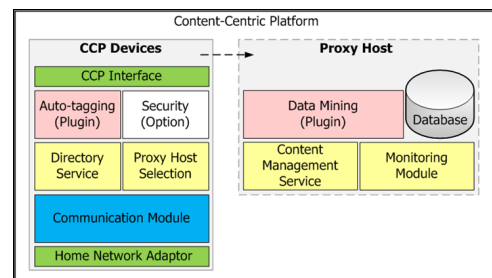 Content-Centric Platform
CCP Devices
CCP Interface
Auto-tagging
(Plugin)
Security
(Option)
Directory
Service
Proxy Host
Selection
Communication Module
Home Network Adaptor
Proxy Host
Data Mining
(Plugin)
Database
Content
Management
Service
Monitoring
Module